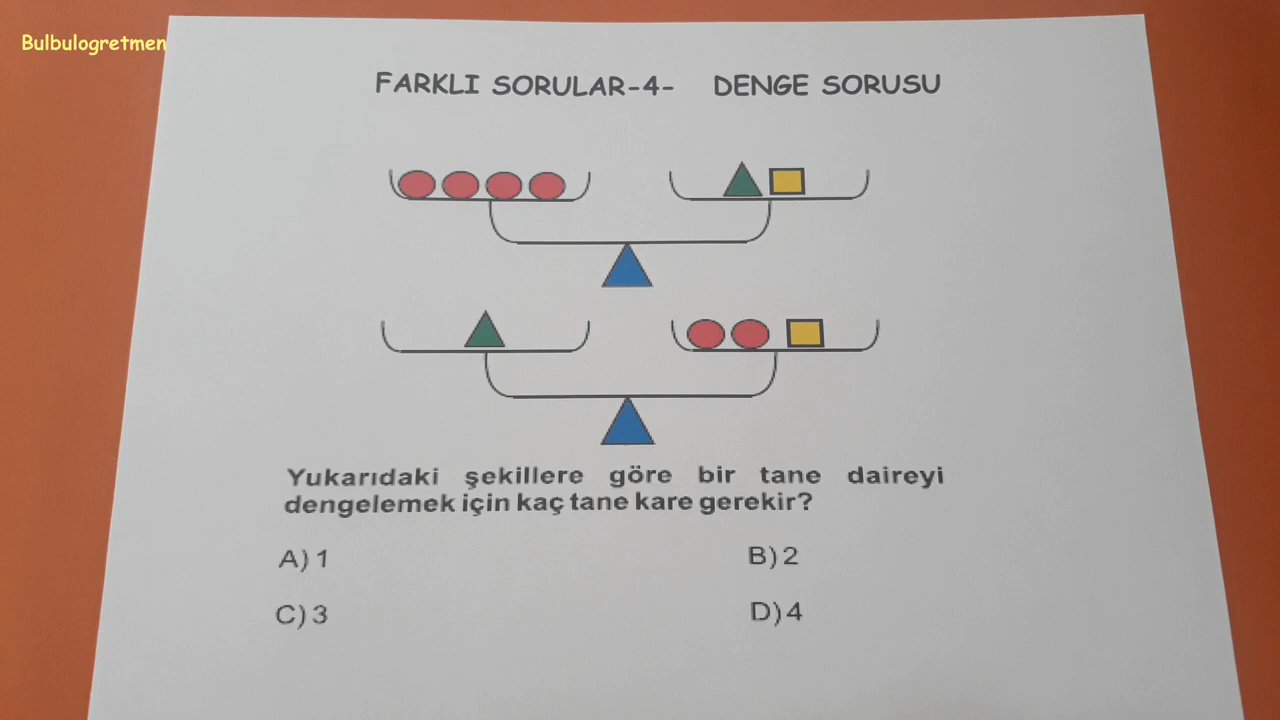 Bulbulogretmen
FARKLI SORULAR-4- DENGE SORUSU
Yukarıdaki şekillere göre bir tane daireyi
dengelemek için kaç tane kare gerekir?
A) 1 B) 2
C) 3 D) 4